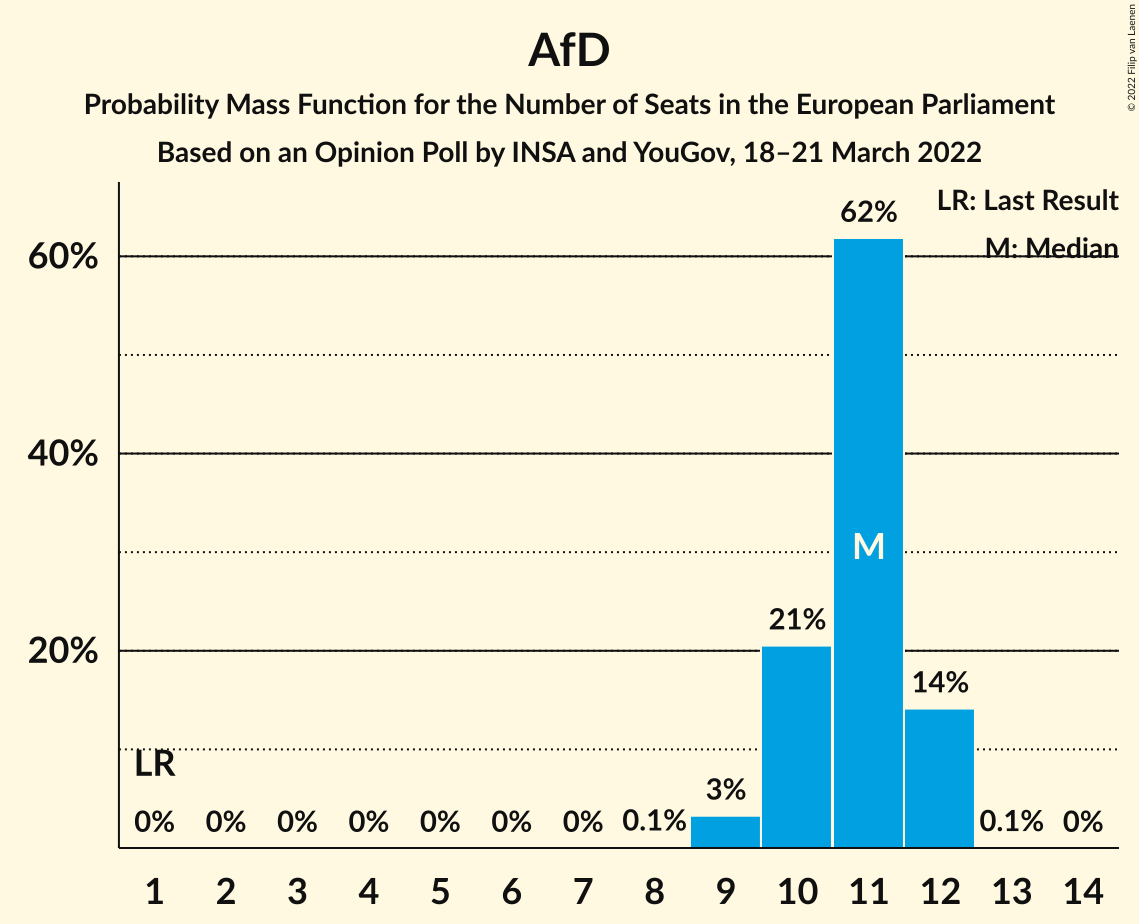 AfD
Probability Mass Function for the Number of Seats in the European Parliament
Based on an Opinion Poll by INSA and YouGov, 18–21 March 2022
© 2022 Filip van Laenen
LR: Last Result
M: Median
60%
40%
20%
62%
M
21%
14%
3%
LR
0% 0% 0% 0% 0% 0% 0% 0.1% 0.1% 0%
1 2 3 4 5 6 7 8 9 10 11 12 13 14